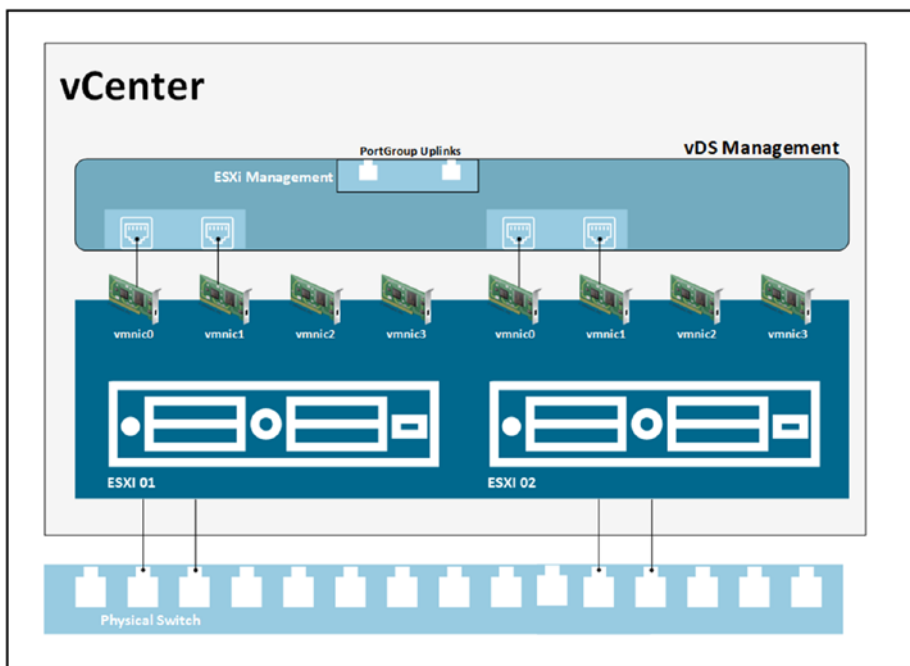 vCenter
PortGroup Uplinks
vDS Management
ESXi Management
vmnic0
vmnic1
vmnic2
vmnic3
vmnic0
vmnic1
vmnic2
vmnic3
ESXI 01
ESXI 02
Physical Switch